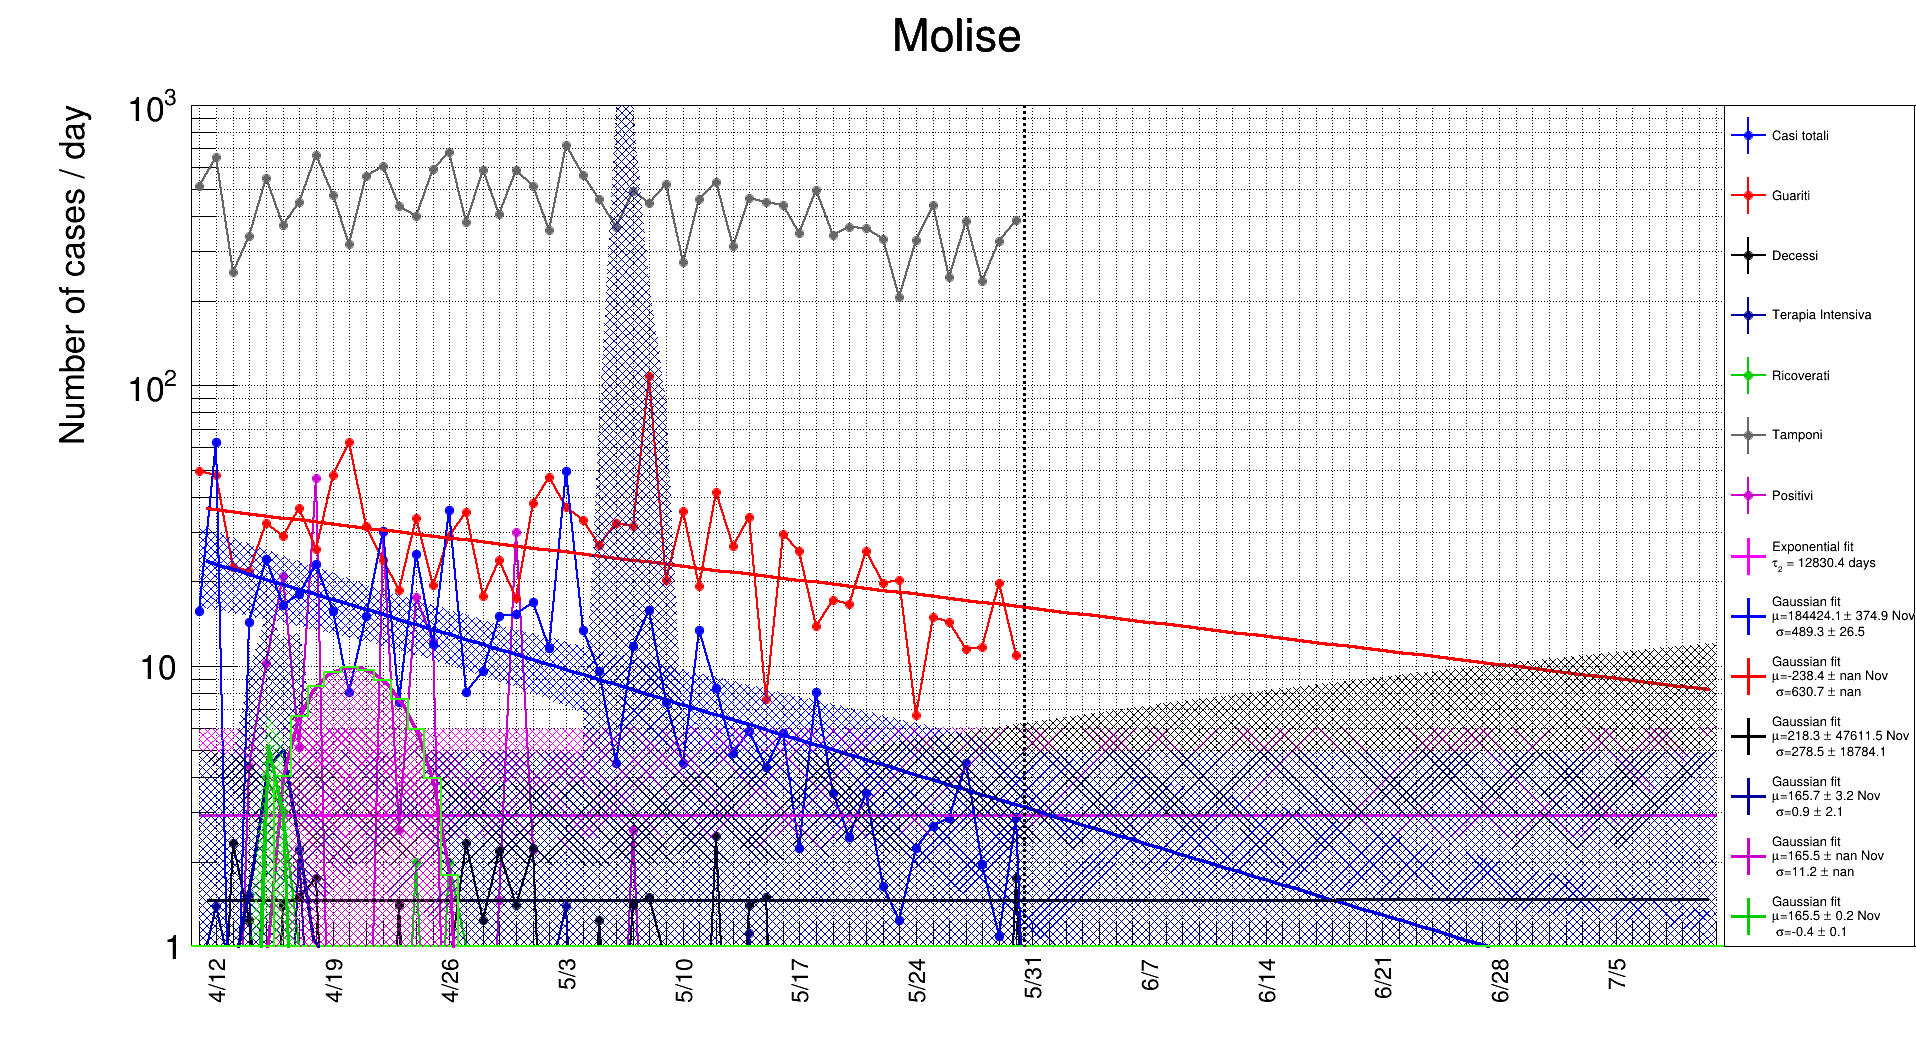 Molise
Number of cases / day
10³
10²
10
1
4/12
4/19
4/26
5/3
5/10
5/17
5/24
5/31
6/7
6/14
6/21
6/28
7/5
Casi totali
Guariti
Decessi
Terapia Intensiva
Ricoverati
Tamponi
Positivi
Exponential fit
τ₂ = 12830.4 days
Gaussian fit
μ=184424.1 ± 374.9 Nov
σ=489.3 ± 26.5
Gaussian fit
μ=-238.4 ± nan Nov
σ=630.7 ± nan
Gaussian fit
μ=218.3 ± 47611.5 Nov
σ=278.5 ± 18784.1
Gaussian fit
μ=165.7 ± 3.2 Nov
σ=0.9 ± 2.1
Gaussian fit
μ=165.5 ± nan Nov
σ=11.2 ± nan
Gaussian fit
μ=165.5 ± 0.2 Nov
σ=-0.4 ± 0.1